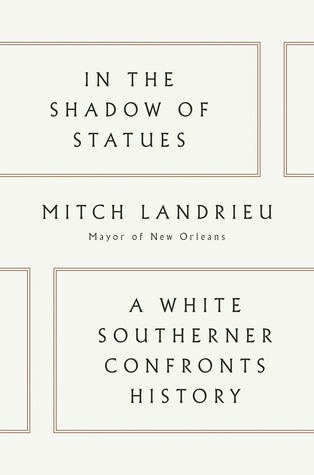 IN THE
SHADOW OF
STATUES
MITCH LANDRIEU
Mayor of New Orleans
A WHITE
SOUTHERNER
CONFRONTS
HISTORY